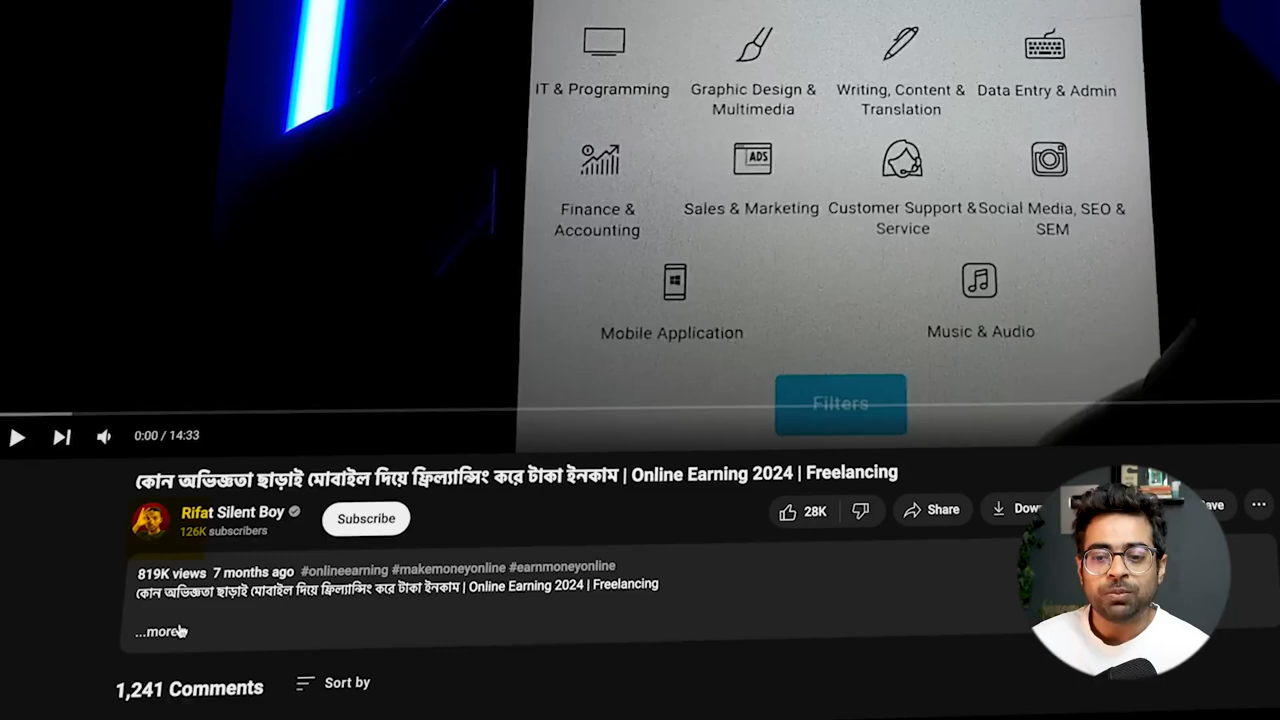 IT & Programming
Graphic Design &
Multimedia
Writing, Content &
Translation
Data Entry & Admin
ADS
Finance &
Accounting
Sales & Marketing
Customer Support &
Service
Social Media, SEO &
SEM
Mobile Application
Music & Audio
Filters
0:00 / 14:33
কোন অভিজ্ঞতা ছাড়াই মোবাইল দিয়ে ফ্রিল্যান্সিং করে টাকা ইনকাম | Online Earning 2024 | Freelancing
Rifat Silent Boy
126K subscribers
Subscribe
28K
Share
819K views 7 months ago #onlineearning #makemoneyonline #earnmoneyonline
কোন অভিজ্ঞতা ছাড়াই মোবাইল দিয়ে ফ্রিল্যান্সিং করে টাকা ইনকাম | Online Earning 2024 | Freelancing
...more
1,241 Comments
Sort by